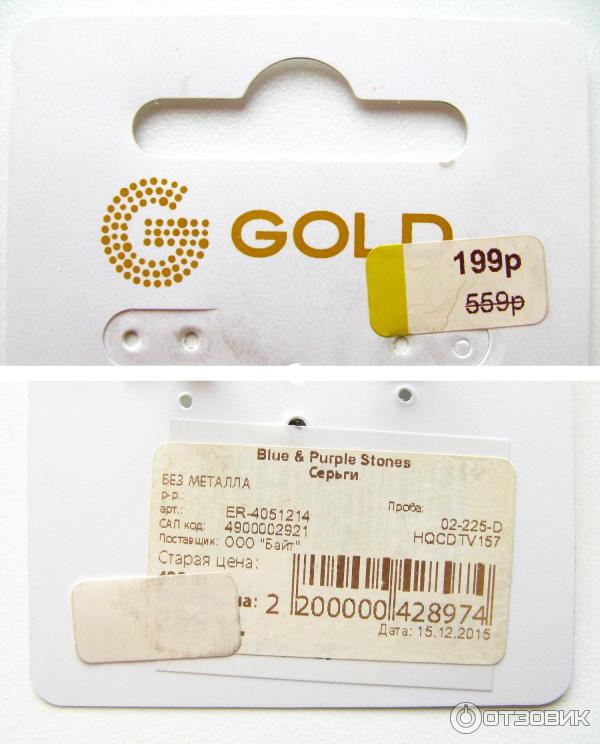 GOLD
199р
559р
Blue & Purple Stones
Серьги
БЕЗ МЕТАЛЛА
р-р.:
Проба:
арт.: ER-4051214 02-225-D
САП код: 4900002921 HQCDTV157
Поставщик: ООО "Байт"
Старая цена:
2 200000 428974
Дата: 15.12.2015
ОТЗОВИК